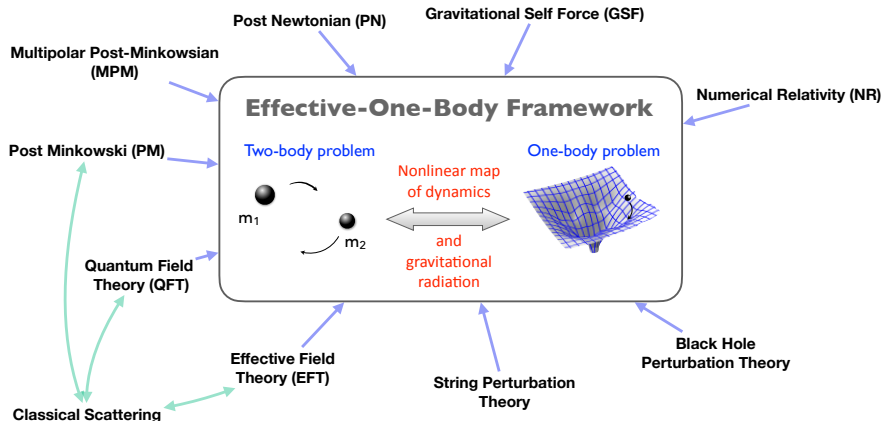 Gravitational Self Force (GSF)
Post Newtonian (PN)
Multipolar Post-Minkowsian
(MPM)
Effective-One-Body Framework
Numerical Relativity (NR)
Post Minkowski (PM)
Two-body problem
One-body problem
Nonlinear map
of dynamics
m1
m2
and
gravitational
radiation
Quantum Field
Theory (QFT)
Effective Field
Theory (EFT)
String Perturbation
Theory
Black Hole
Perturbation Theory
Classical Scattering